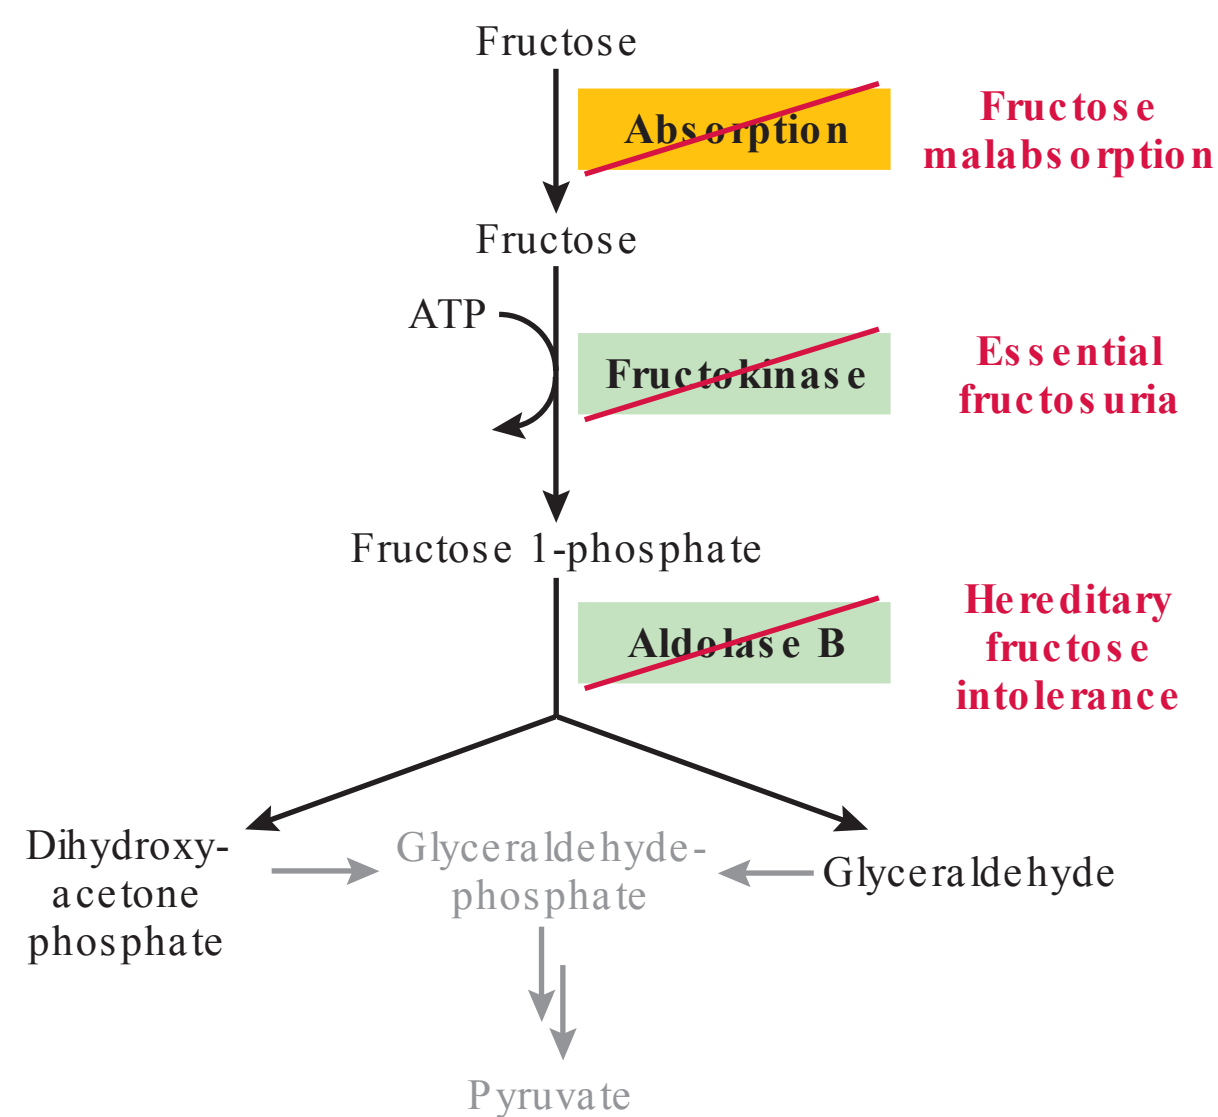 Fructose
Absorption
Fructose
malabsorption
Fructose
ATP
Fructokinase
Essential
fructosuria
Fructose 1-phosphate
Aldolase B
Hereditary
fructose
intolerance
Dihydroxy-
acetone
phosphate
Glyceraldehyde-
phosphate
Glyceraldehyde
Pyruvate